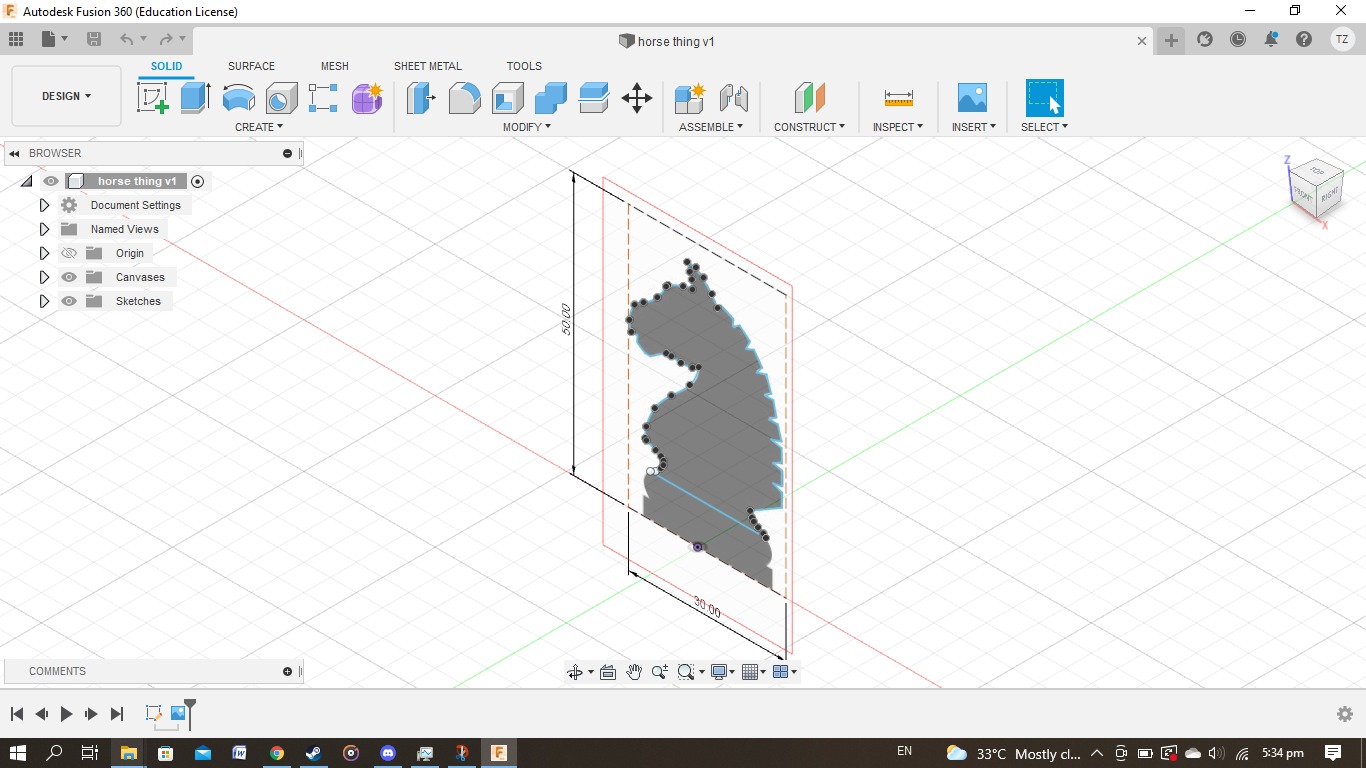 Autodesk Fusion 360 (Education License)
horse thing v1
TZ
SOLID SURFACE MESH SHEET METAL TOOLS
DESIGN
CREATE MODIFY ASSEMBLE CONSTRUCT INSPECT INSERT SELECT
BROWSER
horse thing v1
Document Settings
Named Views
Origin
Canvases
Sketches
Z
TOP
FRONT RIGHT
X
50.00
30.00
COMMENTS
EN 33°C Mostly cl... 5:34 pm